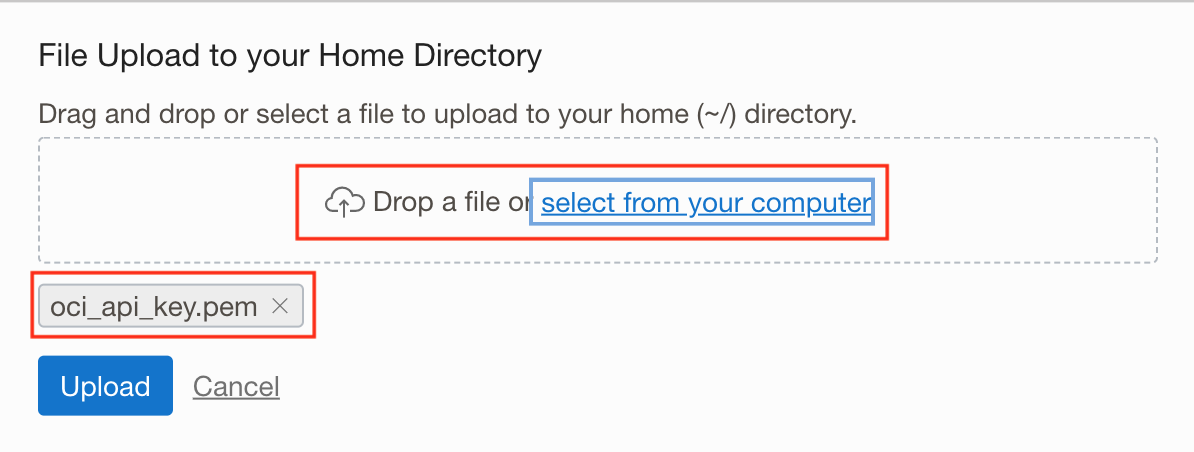 File Upload to your Home Directory
Drag and drop or select a file to upload to your home (~/) directory.
Drop a file or select from your computer
oci_api_key.pem
Upload Cancel